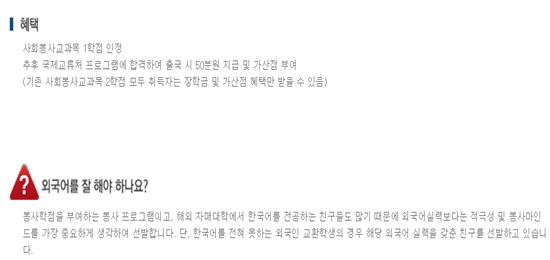 혜택
사회봉사교과목 1학점 인정
추후 국제교류처 프로그램에 합격하여 출국 시 50분원 지급 및 가산점 부여
(기존 사회봉사교과목 2학점 모두 취득자는 장학금 및 가산점 혜택만 받을 수 있음)
?
외국어를 잘 해야 하나요?
봉사학점을 부여하는 봉사 프로그램이고, 해외 자매대학에서 한국어를 전공하는 친구들도 많기 때문에 외국어실력보다는 적극성 및 봉사마인
드를 가장 중요하게 생각하여 선발합니다. 단, 한국어를 전혀 못하는 외국인 교환학생의 경우 해당 외국어 실력을 갖춘 친구를 선발하고 있습니
다.